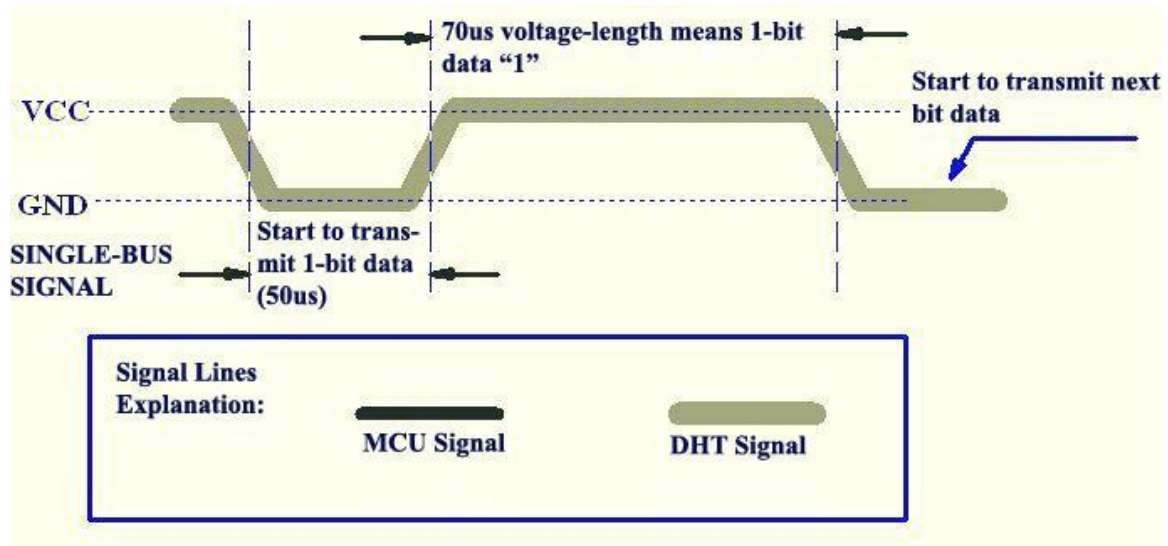 70us voltage-length means 1-bit
data “1”
Start to transmit next
bit data
VCC
GND
SINGLE-BUS
SIGNAL
Start to trans-
mit 1-bit data
(50us)
Signal Lines
Explanation:
MCU Signal
DHT Signal